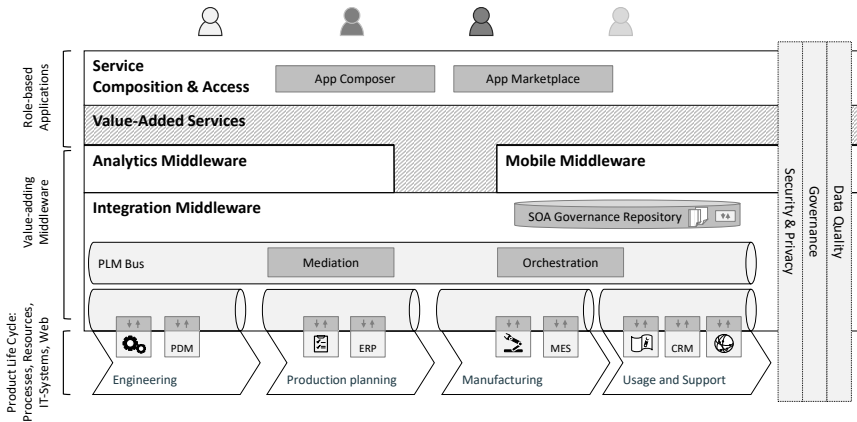 Role-based
Applications
Service
Composition & Access
App Composer
App Marketplace
Value-Added Services
Value-adding
Middleware
Analytics Middleware
Mobile Middleware
Integration Middleware
SOA Governance Repository
PLM Bus
Mediation
Orchestration
Product Life Cycle:
Processes, Resources,
IT-Systems, Web
PDM
ERP
MES
CRM
Engineering
Production planning
Manufacturing
Usage and Support
Security & Privacy
Governance
Data Quality